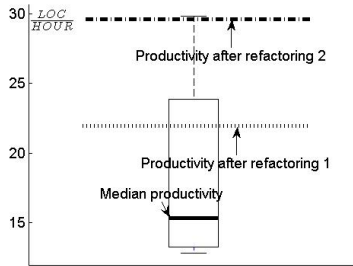 30
LOC
HOUR
Productivity after refactoring 2
25
20
Productivity after refactoring 1
Median productivity
15